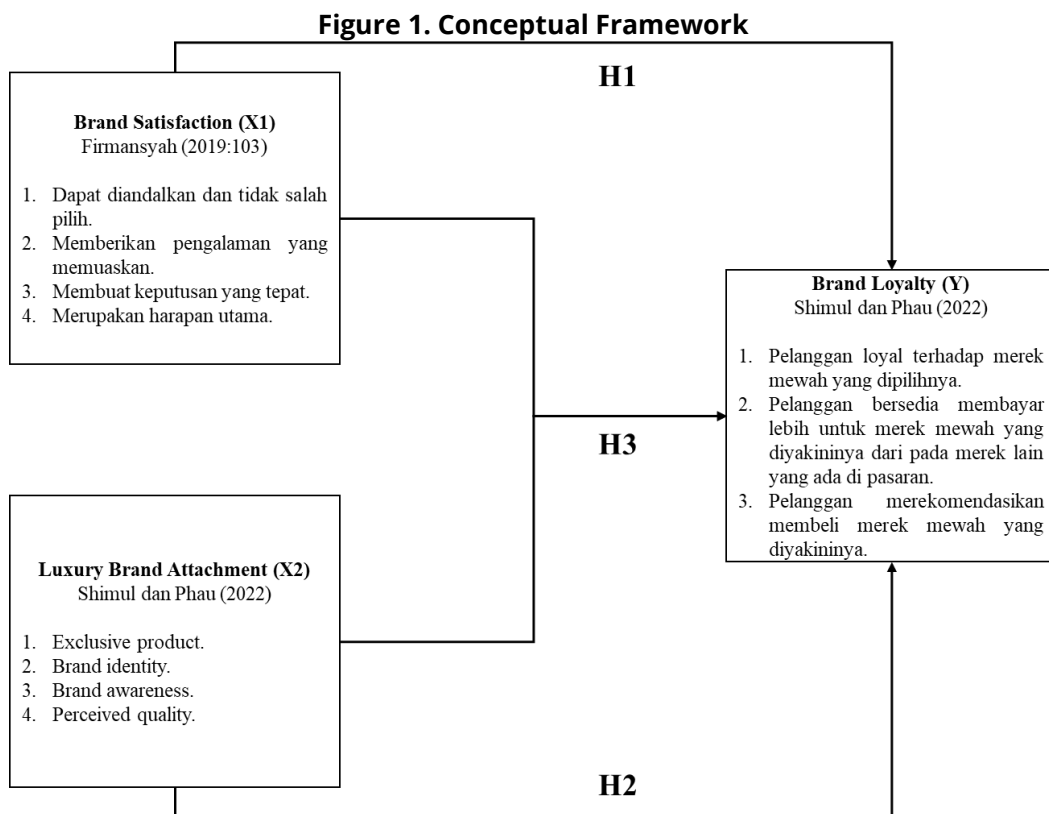 Figure 1. Conceptual Framework
H1
Brand Satisfaction (X1)
Firmansyah (2019:103)
1. Dapat diandalkan dan tidak salah
pilih.
2. Memberikan pengalaman yang
memuaskan.
3. Membuat keputusan yang tepat.
4. Merupakan harapan utama.
H3
Brand Loyalty (Y)
Shimul dan Phau (2022)
1. Pelanggan loyal terhadap merek
mewah yang dipilihnya.
2. Pelanggan bersedia membayar
lebih untuk merek mewah yang
diyakininya dari pada merek lain
yang ada di pasaran.
3. Pelanggan merekomendasikan
membeli merek mewah yang
diyakininya.
Luxury Brand Attachment (X2)
Shimul dan Phau (2022)
1. Exclusive product.
2. Brand identity.
3. Brand awareness.
4. Perceived quality.
H2